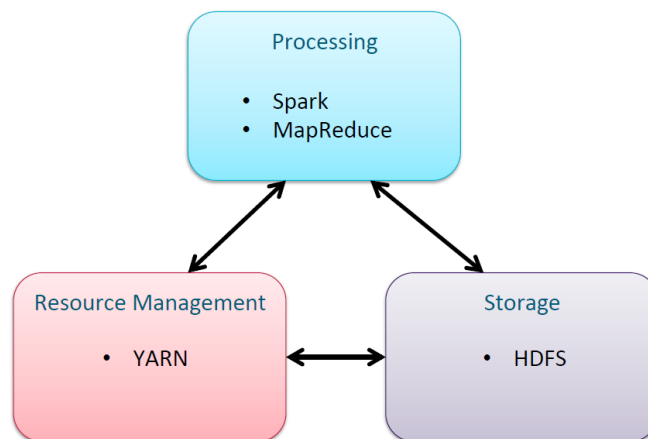 Processing
• Spark
• MapReduce
Resource Management
• YARN
Storage
• HDFS